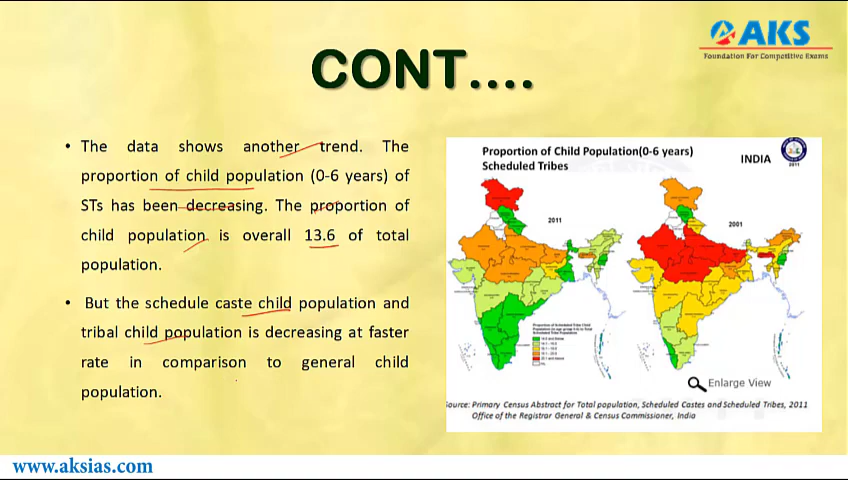 AKS
Foundation For Competitive Exams
CONT....
• The data shows another trend. The
proportion of child population (0-6 years) of
STs has been decreasing. The proportion of
child population is overall 13.6 of total
population.
• But the schedule caste child population and
tribal child population is decreasing at faster
rate in comparison to general child
population.
Proportion of Child Population(0-6 years)
Scheduled Tribes
INDIA
2011
2001
Enlarge View
Source: Primary Census Abstract for Total population, Scheduled Castes and Scheduled Tribes, 2011
Office of the Registrar General & Census Commissioner, India
www.aksias.com